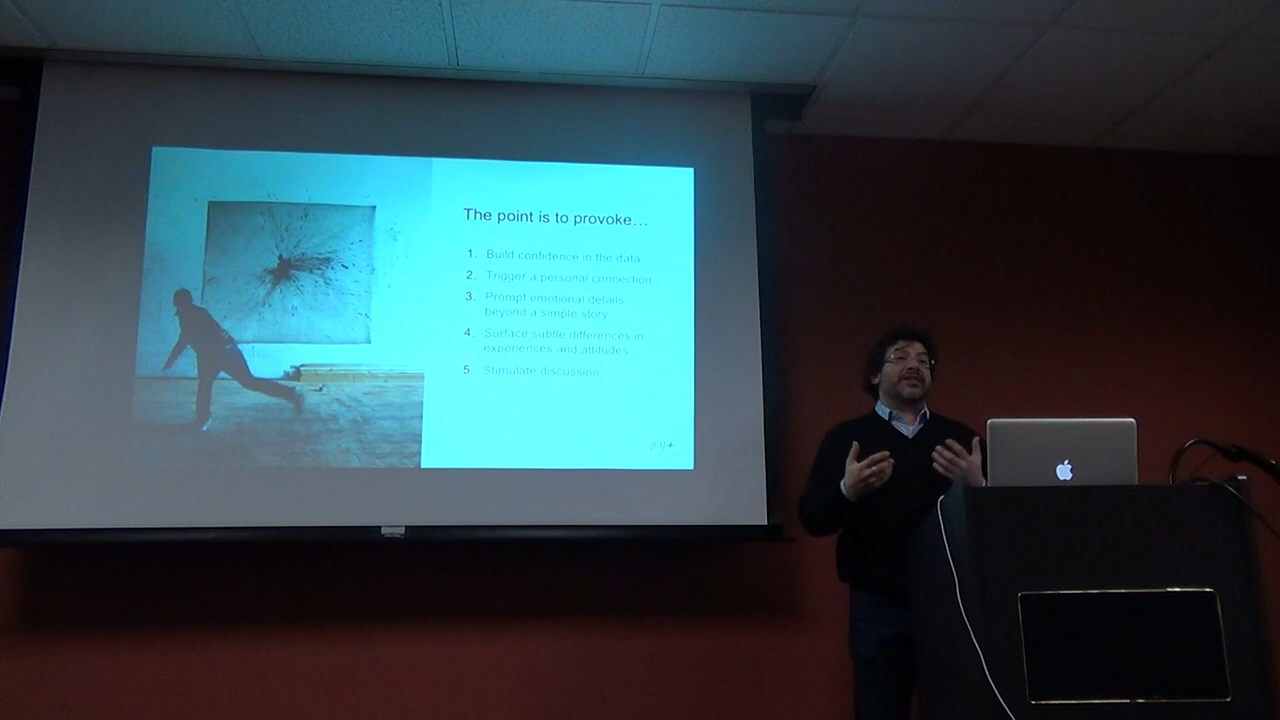 The point is to provoke...
1. Build confidence in the data
2. Trigger a personal connection
3. Prompt emotional details
beyond a simple story
4. Surface subtle differences in
experiences and attitudes
5. Stimulate discussion